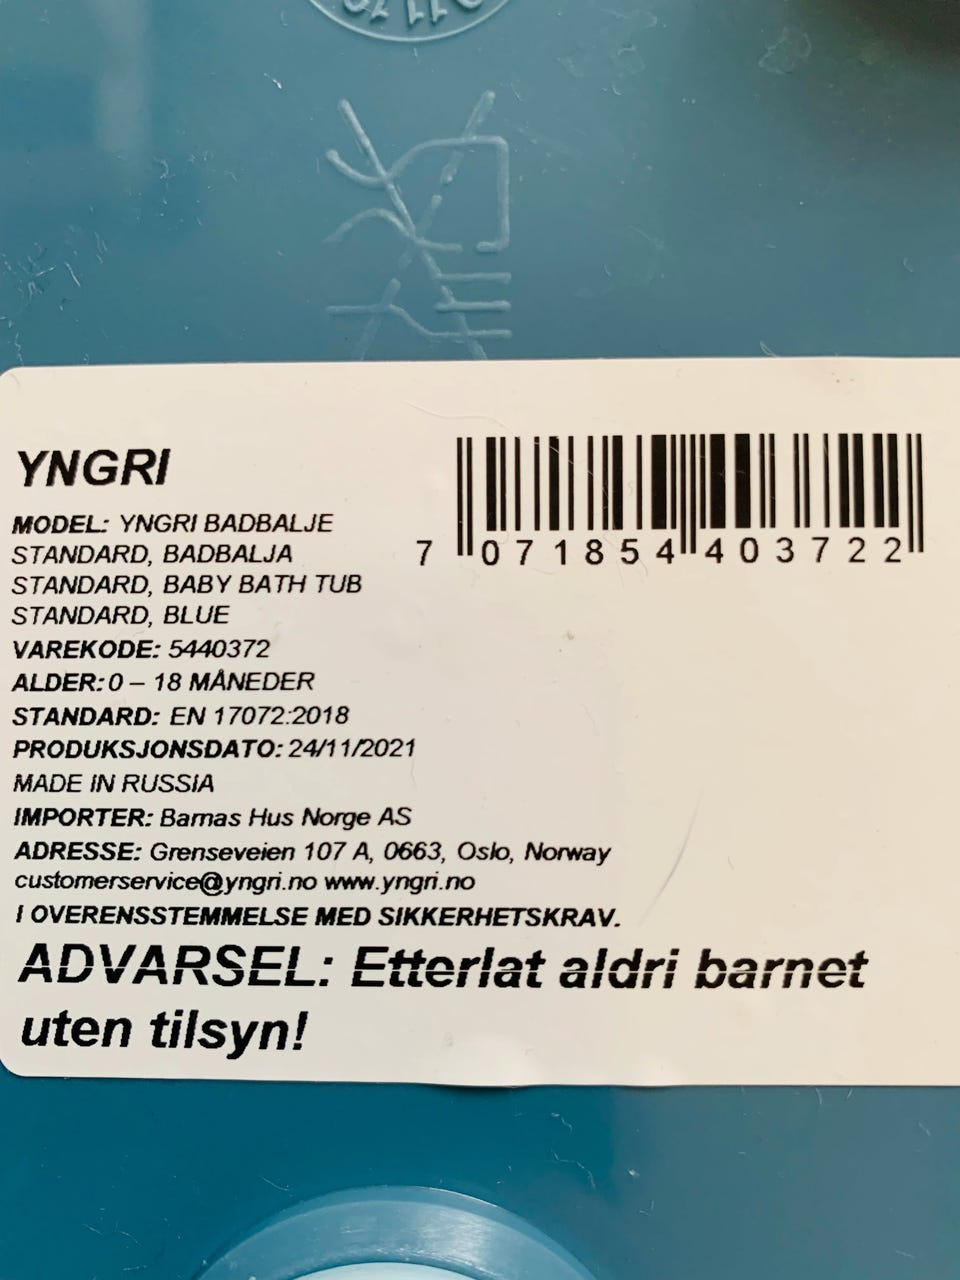 YNGRI
MODEL: YNGRI BADBALJE
STANDARD, BADBALJA
STANDARD, BABY BATH TUB
STANDARD, BLUE
VAREKODE: 5440372
ALDER: 0 – 18 MÅNEDER
STANDARD: EN 17072:2018
PRODUKSJONSDATO: 24/11/2021
MADE IN RUSSIA
IMPORTER: Barnas Hus Norge AS
ADRESSE: Grenseveien 107 A, 0663, Oslo, Norway
customerservice@yngri.no www.yngri.no
I OVERENSSTEMMELSE MED SIKKERHETSKRAV.
ADVARSEL: Etterlat aldri barnet
uten tilsyn!
7 071854 403722